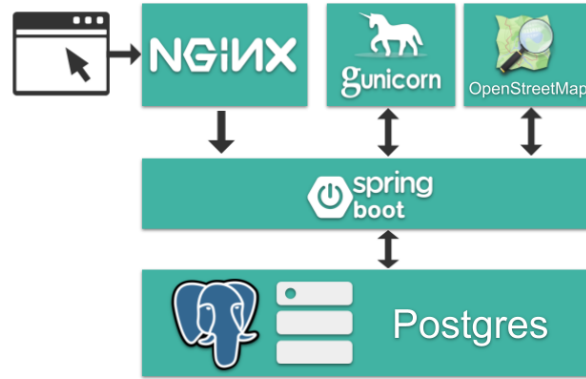 NGiNX
gunicorn
OpenStreetMap
spring
boot
Postgres